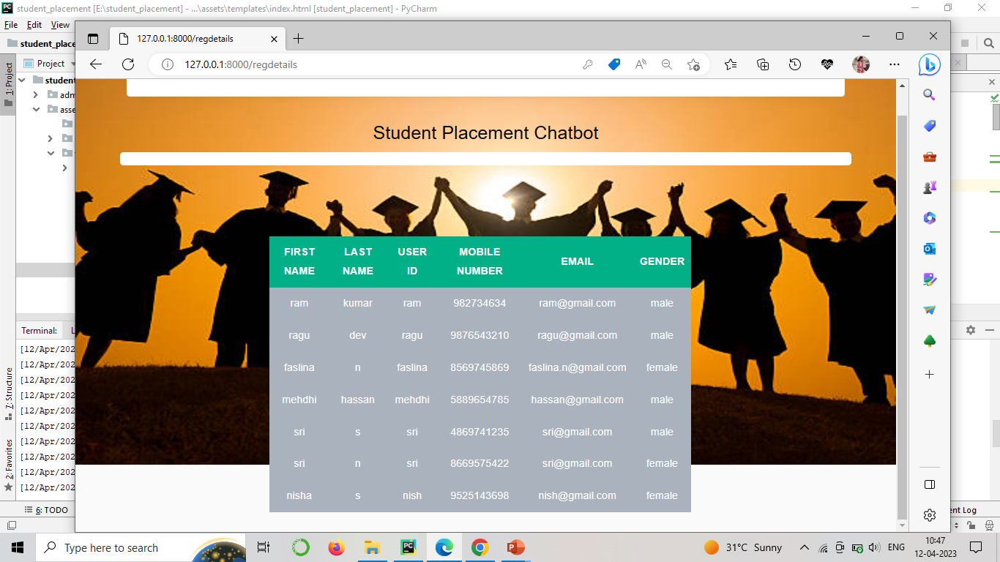 student_placement [E:\student_placement] - ...\assets\templates\index.html [student_placement] - PyCharm
File Edit View
student_place
127.0.0.1:8000/regdetails
127.0.0.1:8000/regdetails
Project
1: Project
student
adm
asse
Student Placement Chatbot
FIRST NAME LAST NAME USER ID MOBILE NUMBER EMAIL GENDER
ram kumar ram 982734634 ram@gmail.com male
ragu dev ragu 9876543210 ragu@gmail.com male
faslina n faslina 8569745869 faslina.n@gmail.com female
mehdhi hassan mehdhi 5889654785 hassan@gmail.com male
sri s sri 4869741235 sri@gmail.com male
sri n sri 8669575422 sri@gmail.com female
nisha s nish 9525143698 nish@gmail.com female
Terminal: L
[12/Apr/202
[12/Apr/202
[12/Apr/202
[12/Apr/202
[12/Apr/202
[12/Apr/202
[12/Apr/202
[12/Apr/202
[12/Apr/202
[12/Apr/202
7: Structure
2: Favorites
6: TODO
ent Log
Type here to search
31°C Sunny
ENG
10:47
12-04-2023